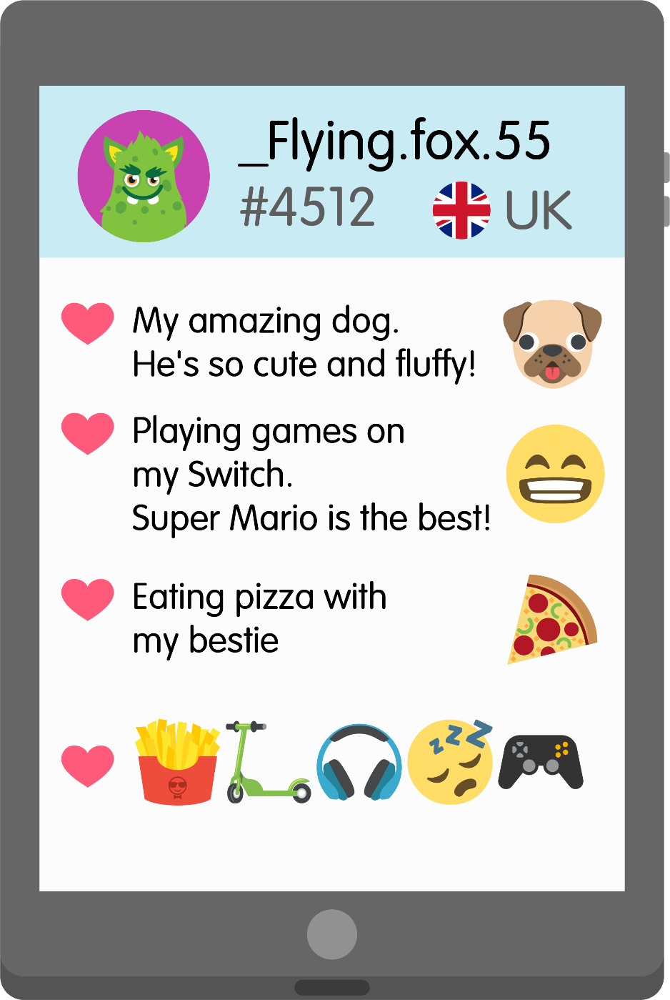 _Flying.fox.55
#4512 UK
My amazing dog.
He's so cute and fluffy!
Playing games on
my Switch.
Super Mario is the best!
Eating pizza with
my bestie